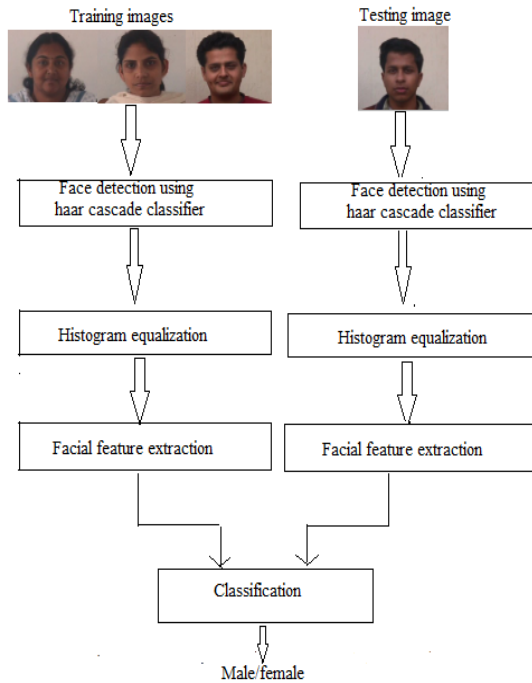 Training images
Testing image
Face detection using
haar cascade classifier
Face detection using
haar cascade classifier
Histogram equalization
Histogram equalization
Facial feature extraction
Facial feature extraction
Classification
Male/female